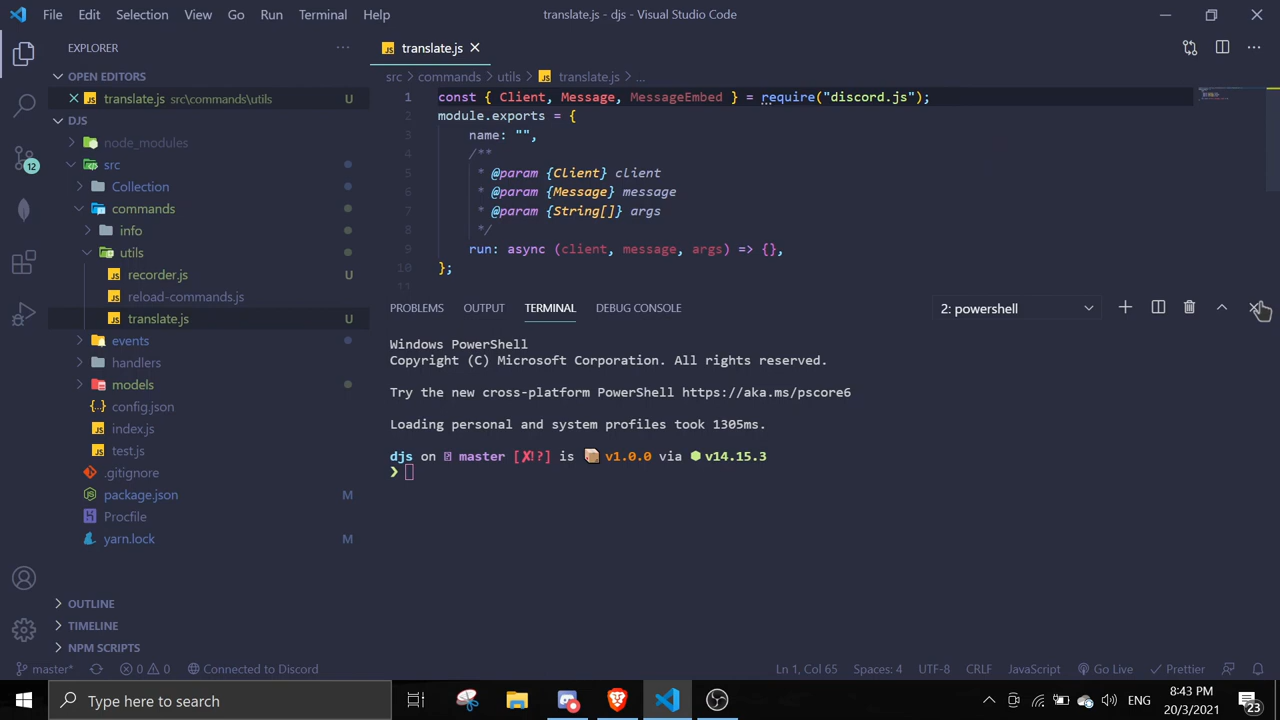 File Edit Selection View Go Run Terminal Help
translate.js - djs - Visual Studio Code
EXPLORER
OPEN EDITORS
translate.js src\commands\utils U
DJS
node_modules
src
Collection
commands
info
utils
recorder.js U
reload-commands.js
translate.js U
events
handlers
models
config.json
index.js
test.js
.gitignore
package.json M
Procfile
yarn.lock M
OUTLINE
TIMELINE
NPM SCRIPTS
12
translate.js
src > commands > utils > translate.js > ...
1 const { Client, Message, MessageEmbed } = require("discord.js");
2 module.exports = {
3 name: "",
4 /**
5 * @param {Client} client
6 * @param {Message} message
7 * @param {String[]} args
8 */
9 run: async (client, message, args) => {},
10 };
11
PROBLEMS OUTPUT TERMINAL DEBUG CONSOLE
2: powershell
Windows PowerShell
Copyright (C) Microsoft Corporation. All rights reserved.
Try the new cross-platform PowerShell https://aka.ms/pscore6
Loading personal and system profiles took 1305ms.
djs on master [✘!?] is 📦 v1.0.0 via ⬢ v14.15.3
❯
master* 0 0 Connected to Discord
Ln 1, Col 65 Spaces: 4 UTF-8 CRLF JavaScript Go Live Prettier
Type here to search
ENG
8:43 PM
20/3/2021
23